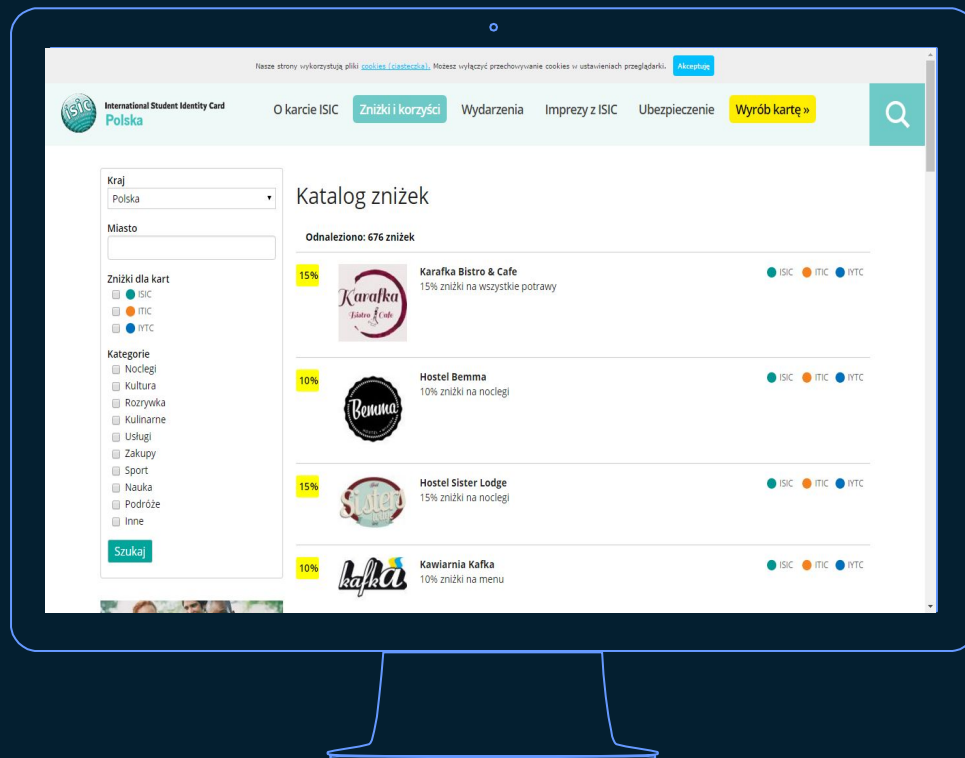 Nasze strony wykorzystują pliki cookies (ciasteczka). Możesz wyłączyć przechowywanie cookies w ustawieniach przeglądarki. Akceptuję
isic
International Student Identity Card
Polska
O karcie ISIC Zniżki i korzyści Wydarzenia Imprezy z ISIC Ubezpieczenie Wyrób kartę »
Kraj
Polska
Miasto
Zniżki dla kart
ISIC
ITIC
IYTC
Kategorie
Noclegi
Kultura
Rozrywka
Kulinarne
Usługi
Zakupy
Sport
Nauka
Podróże
Inne
Szukaj
Katalog zniżek
Odnaleziono: 676 zniżek
15%
Karafka
Bistro & Cafe
Karafka Bistro & Cafe
15% zniżki na wszystkie potrawy
ISIC ITIC IYTC
10%
Bemma
Hostel Bemma
10% zniżki na noclegi
ISIC ITIC IYTC
15%
Sister
Hostel Sister Lodge
15% zniżki na noclegi
ISIC ITIC IYTC
10%
kafka
Kawiarnia Kafka
10% zniżki na menu
ISIC ITIC IYTC